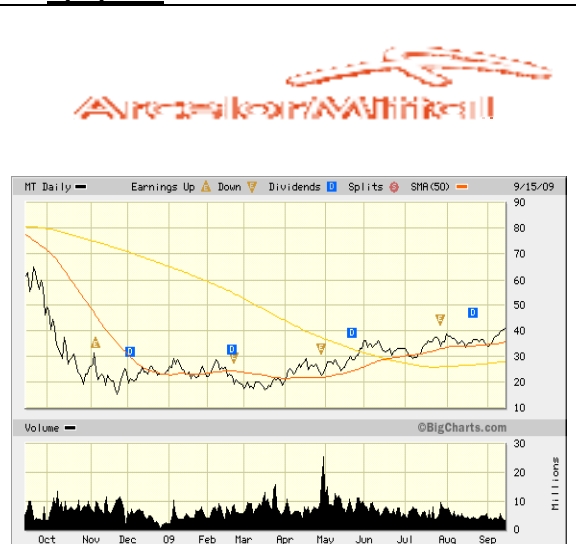 ArcelorMittal
MT Daily Earnings Up E Down E Dividends D Splits S SMA(50) 9/15/09
90
80
70
60
50
40
30
20
10
E
D
D
E
E
D
E
D
Volume ©BigCharts.com
30
20
10
0
Millions
Oct Nov Dec 09 Feb Mar Apr May Jun Jul Aug Sep